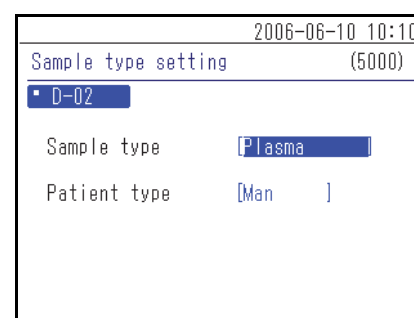 2006-06-10 10:10
Sample type setting (5000)
▪ D-02
Sample type [Plasma ]
Patient type [Man ]